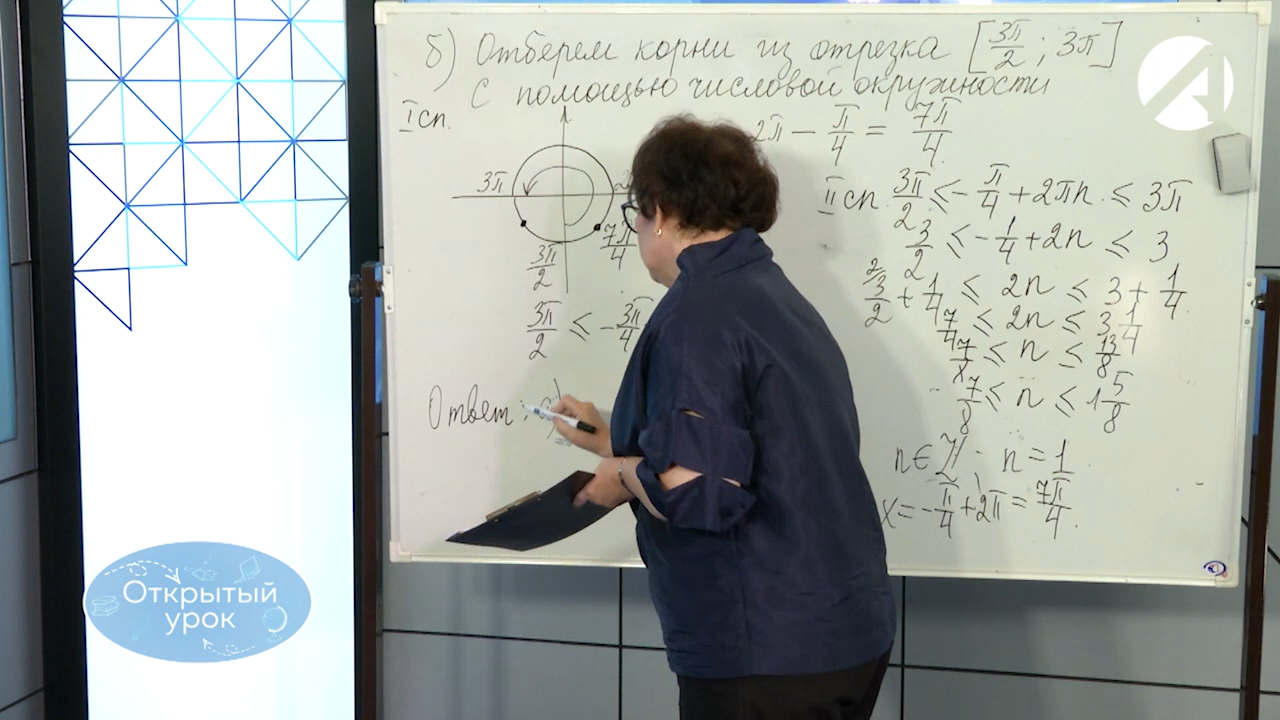 б) Отберем корни из отрезка [3π/2; 3π]
с помощью числовой окружности
I сп.
2π − π/4 = 7π/4
3π
7π/4
3π/2
3π/2 ⩽ −3π/4
Ответ: а)
II сп. 3π/2 ⩽ −π/4 + 2πn ⩽ 3π
3/2 ⩽ −1/4 + 2n ⩽ 3
3/2 + 1/4 ⩽ 2n ⩽ 3 + 1/4
7/4 ⩽ 2n ⩽ 3 1/4
7/8 ⩽ n ⩽ 13/8
7/8 ⩽ n ⩽ 1 5/8
n ∈ Z; n = 1
x = −π/4 + 2π = 7π/4.
Открытый
урок